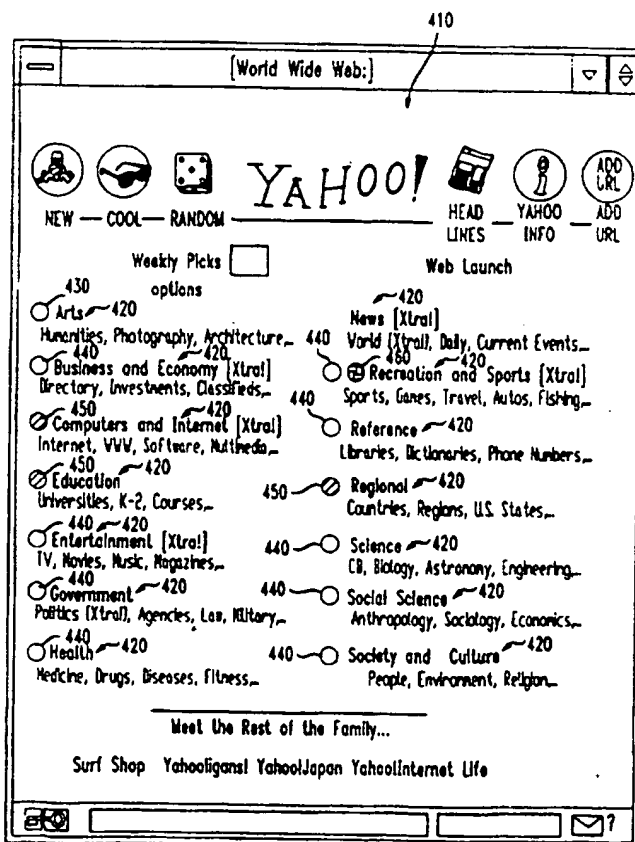 410
[World Wide Web:]
YAHOO!
ADD URL
NEW — COOL — RANDOM
HEAD LINES — YAHOO INFO — ADD URL
Weekly Picks
Web Launch
430
options
Arts 420
Humanities, Photography, Architecture...
440 420
Business and Economy [Xtra!]
Directory, Investments, Classifieds...
450 420
Computers and Internet [Xtra!]
Internet, WWW, Software, Multimedia...
450 420
Education
Universities, K-2, Courses...
440 420
Entertainment [Xtra!]
TV, Movies, Music, Magazines...
440
Government 420
Politics [Xtra!], Agencies, Law, Military...
440
Health 420
Medicine, Drugs, Diseases, Fitness...
420
News [Xtra!]
World [Xtra!], Daily, Current Events...
440 460 420
Recreation and Sports [Xtra!]
Sports, Games, Travel, Autos, Fishing...
440
Reference 420
Libraries, Dictionaries, Phone Numbers...
450 Regional 420
Countries, Regions, U.S. States...
440 Science 420
CB, Biology, Astronomy, Engineering...
440 Social Science 420
Anthropology, Sociology, Economics...
420
440 Society and Culture
People, Environment, Religion...
Meet the Rest of the Family...
Surf Shop Yahooligans! Yahoo!Japan Yahoo!Internet Life
?